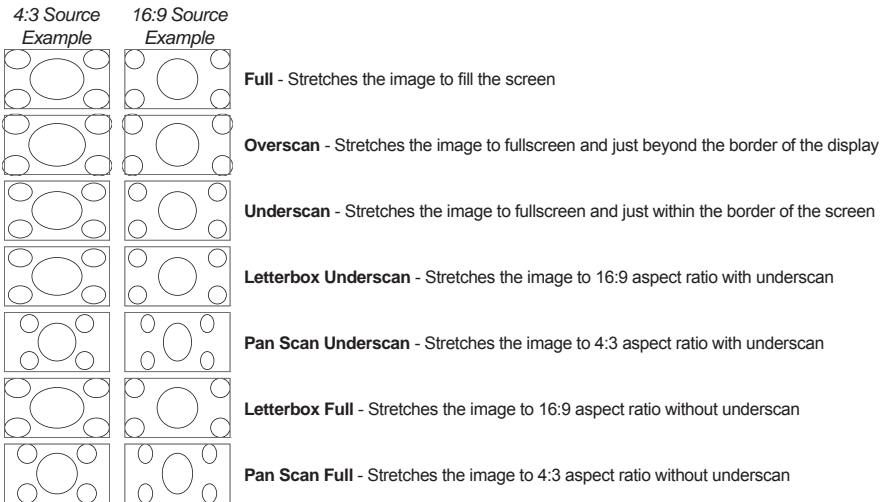 4:3 Source 16:9 Source
Example Example
Full - Stretches the image to fill the screen
Overscan - Stretches the image to fullscreen and just beyond the border of the display
Underscan - Stretches the image to fullscreen and just within the border of the screen
Letterbox Underscan - Stretches the image to 16:9 aspect ratio with underscan
Pan Scan Underscan - Stretches the image to 4:3 aspect ratio with underscan
Letterbox Full - Stretches the image to 16:9 aspect ratio without underscan
Pan Scan Full - Stretches the image to 4:3 aspect ratio without underscan